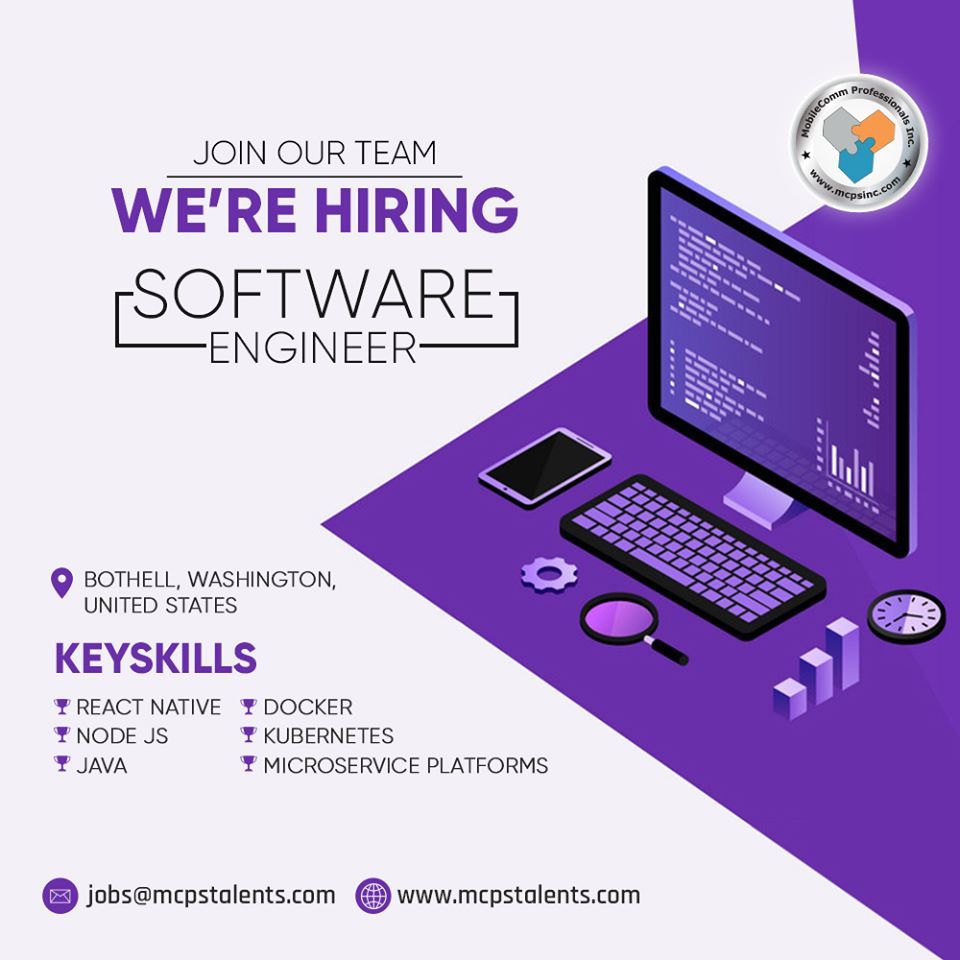 MobileComm Professionals Inc.
www.mcpsinc.com
JOIN OUR TEAM
WE'RE HIRING
SOFTWARE
ENGINEER
BOTHELL, WASHINGTON,
UNITED STATES
KEYSKILLS
REACT NATIVE
NODE JS
JAVA
DOCKER
KUBERNETES
MICROSERVICE PLATFORMS
jobs@mcpstalents.com
www.mcpstalents.com